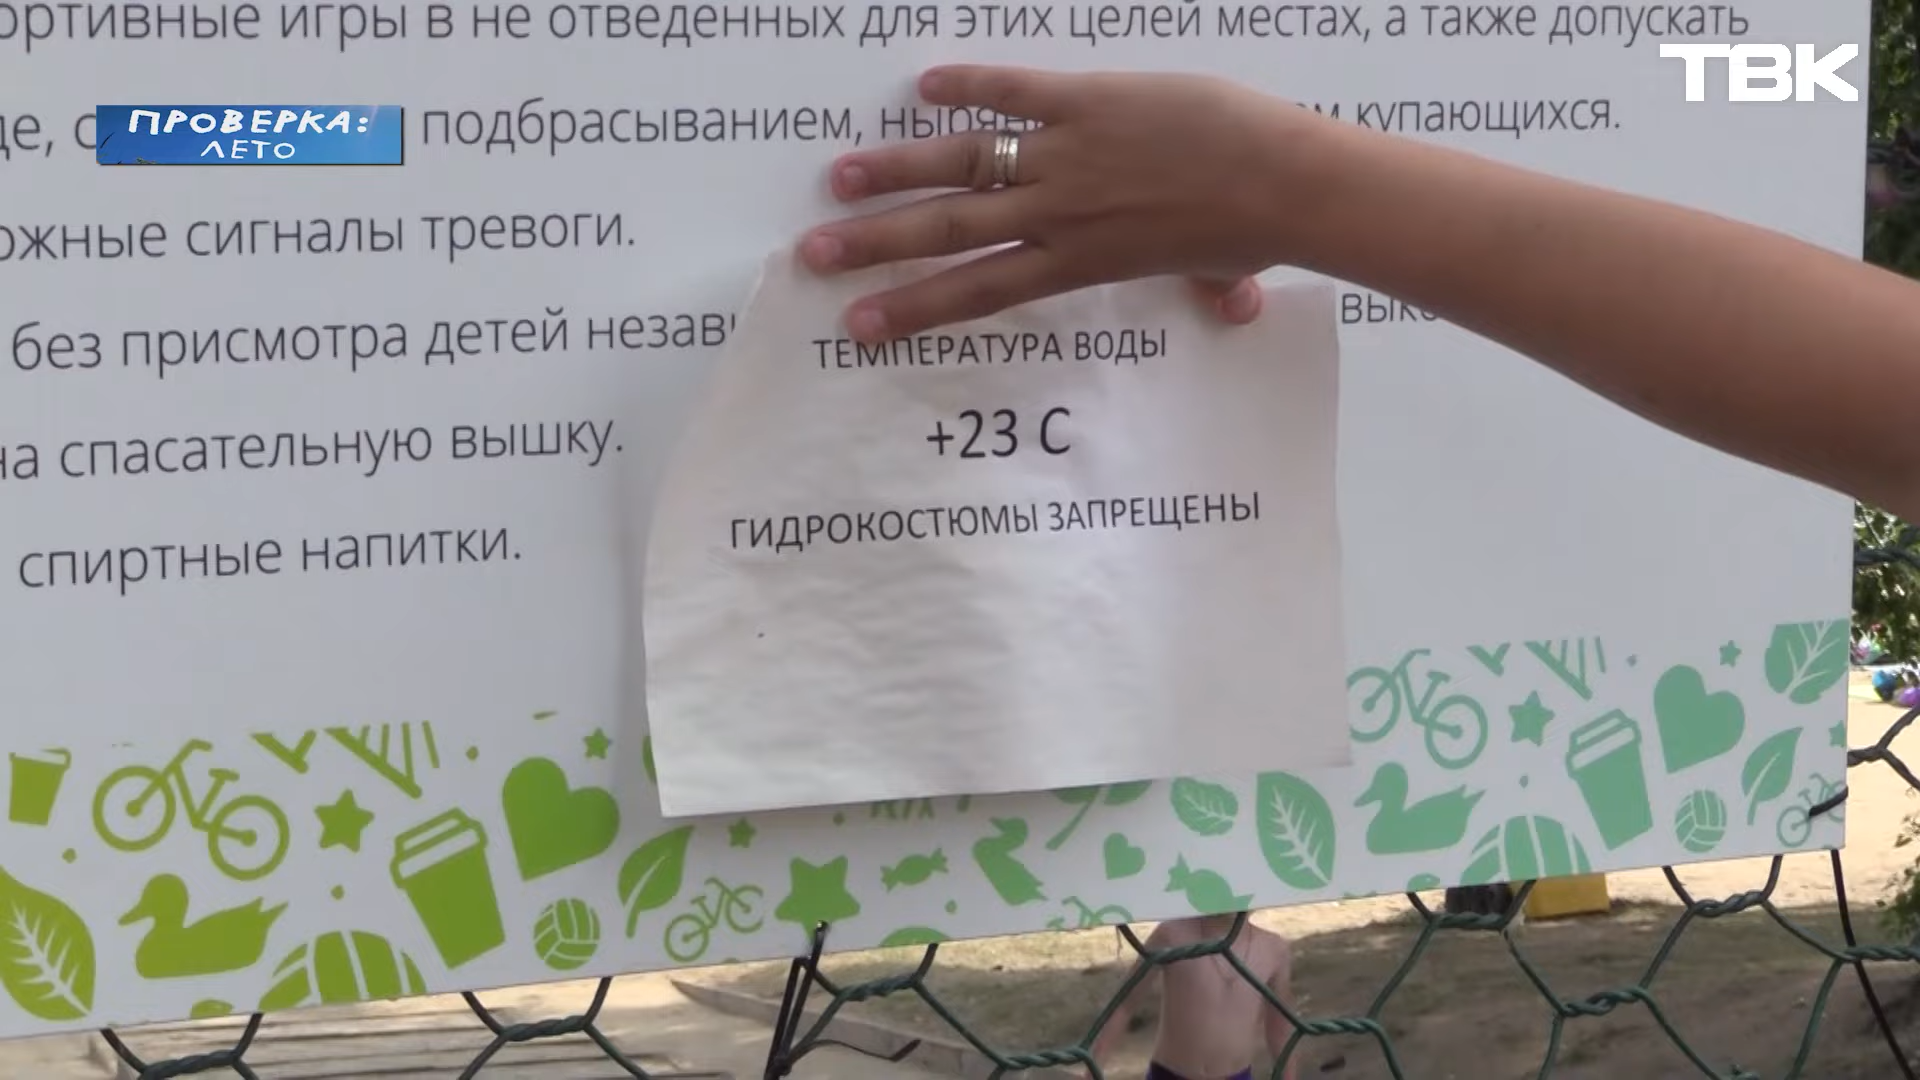 ортивные игры в не отведенных для этих целей местах, а также допускать
ТВК
ПРОВЕРКА:
ЛЕТО
подбрасыванием, купающихся.
сигналы тревоги.
без присмотра детей
на спасательную вышку.
спиртные напитки.
ТЕМПЕРАТУРА ВОДЫ
+23 С
ГИДРОКОСТЮМЫ ЗАПРЕЩЕНЫ